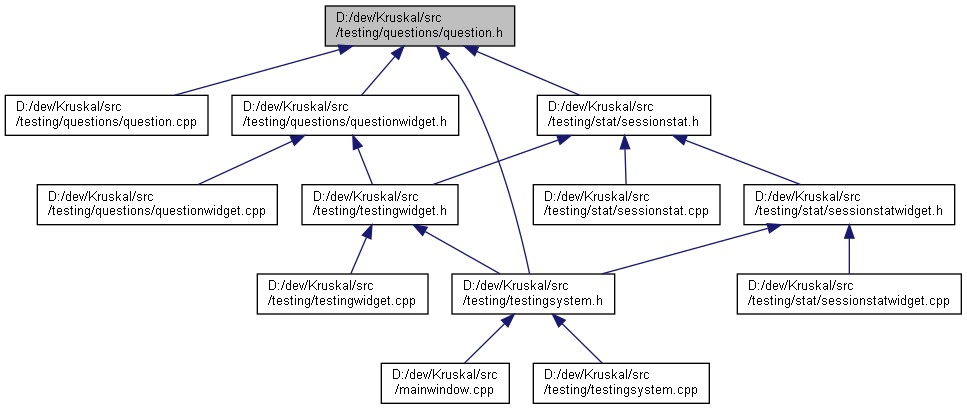 D:/dev/Kruskal/src
/testing/questions/question.h
D:/dev/Kruskal/src
/testing/questions/question.cpp
D:/dev/Kruskal/src
/testing/questions/questionwidget.h
D:/dev/Kruskal/src
/testing/stat/sessionstat.h
D:/dev/Kruskal/src
/testing/questions/questionwidget.cpp
D:/dev/Kruskal/src
/testing/testingwidget.h
D:/dev/Kruskal/src
/testing/stat/sessionstat.cpp
D:/dev/Kruskal/src
/testing/stat/sessionstatwidget.h
D:/dev/Kruskal/src
/testing/testingwidget.cpp
D:/dev/Kruskal/src
/testing/testingsystem.h
D:/dev/Kruskal/src
/testing/stat/sessionstatwidget.cpp
D:/dev/Kruskal/src
/mainwindow.cpp
D:/dev/Kruskal/src
/testing/testingsystem.cpp